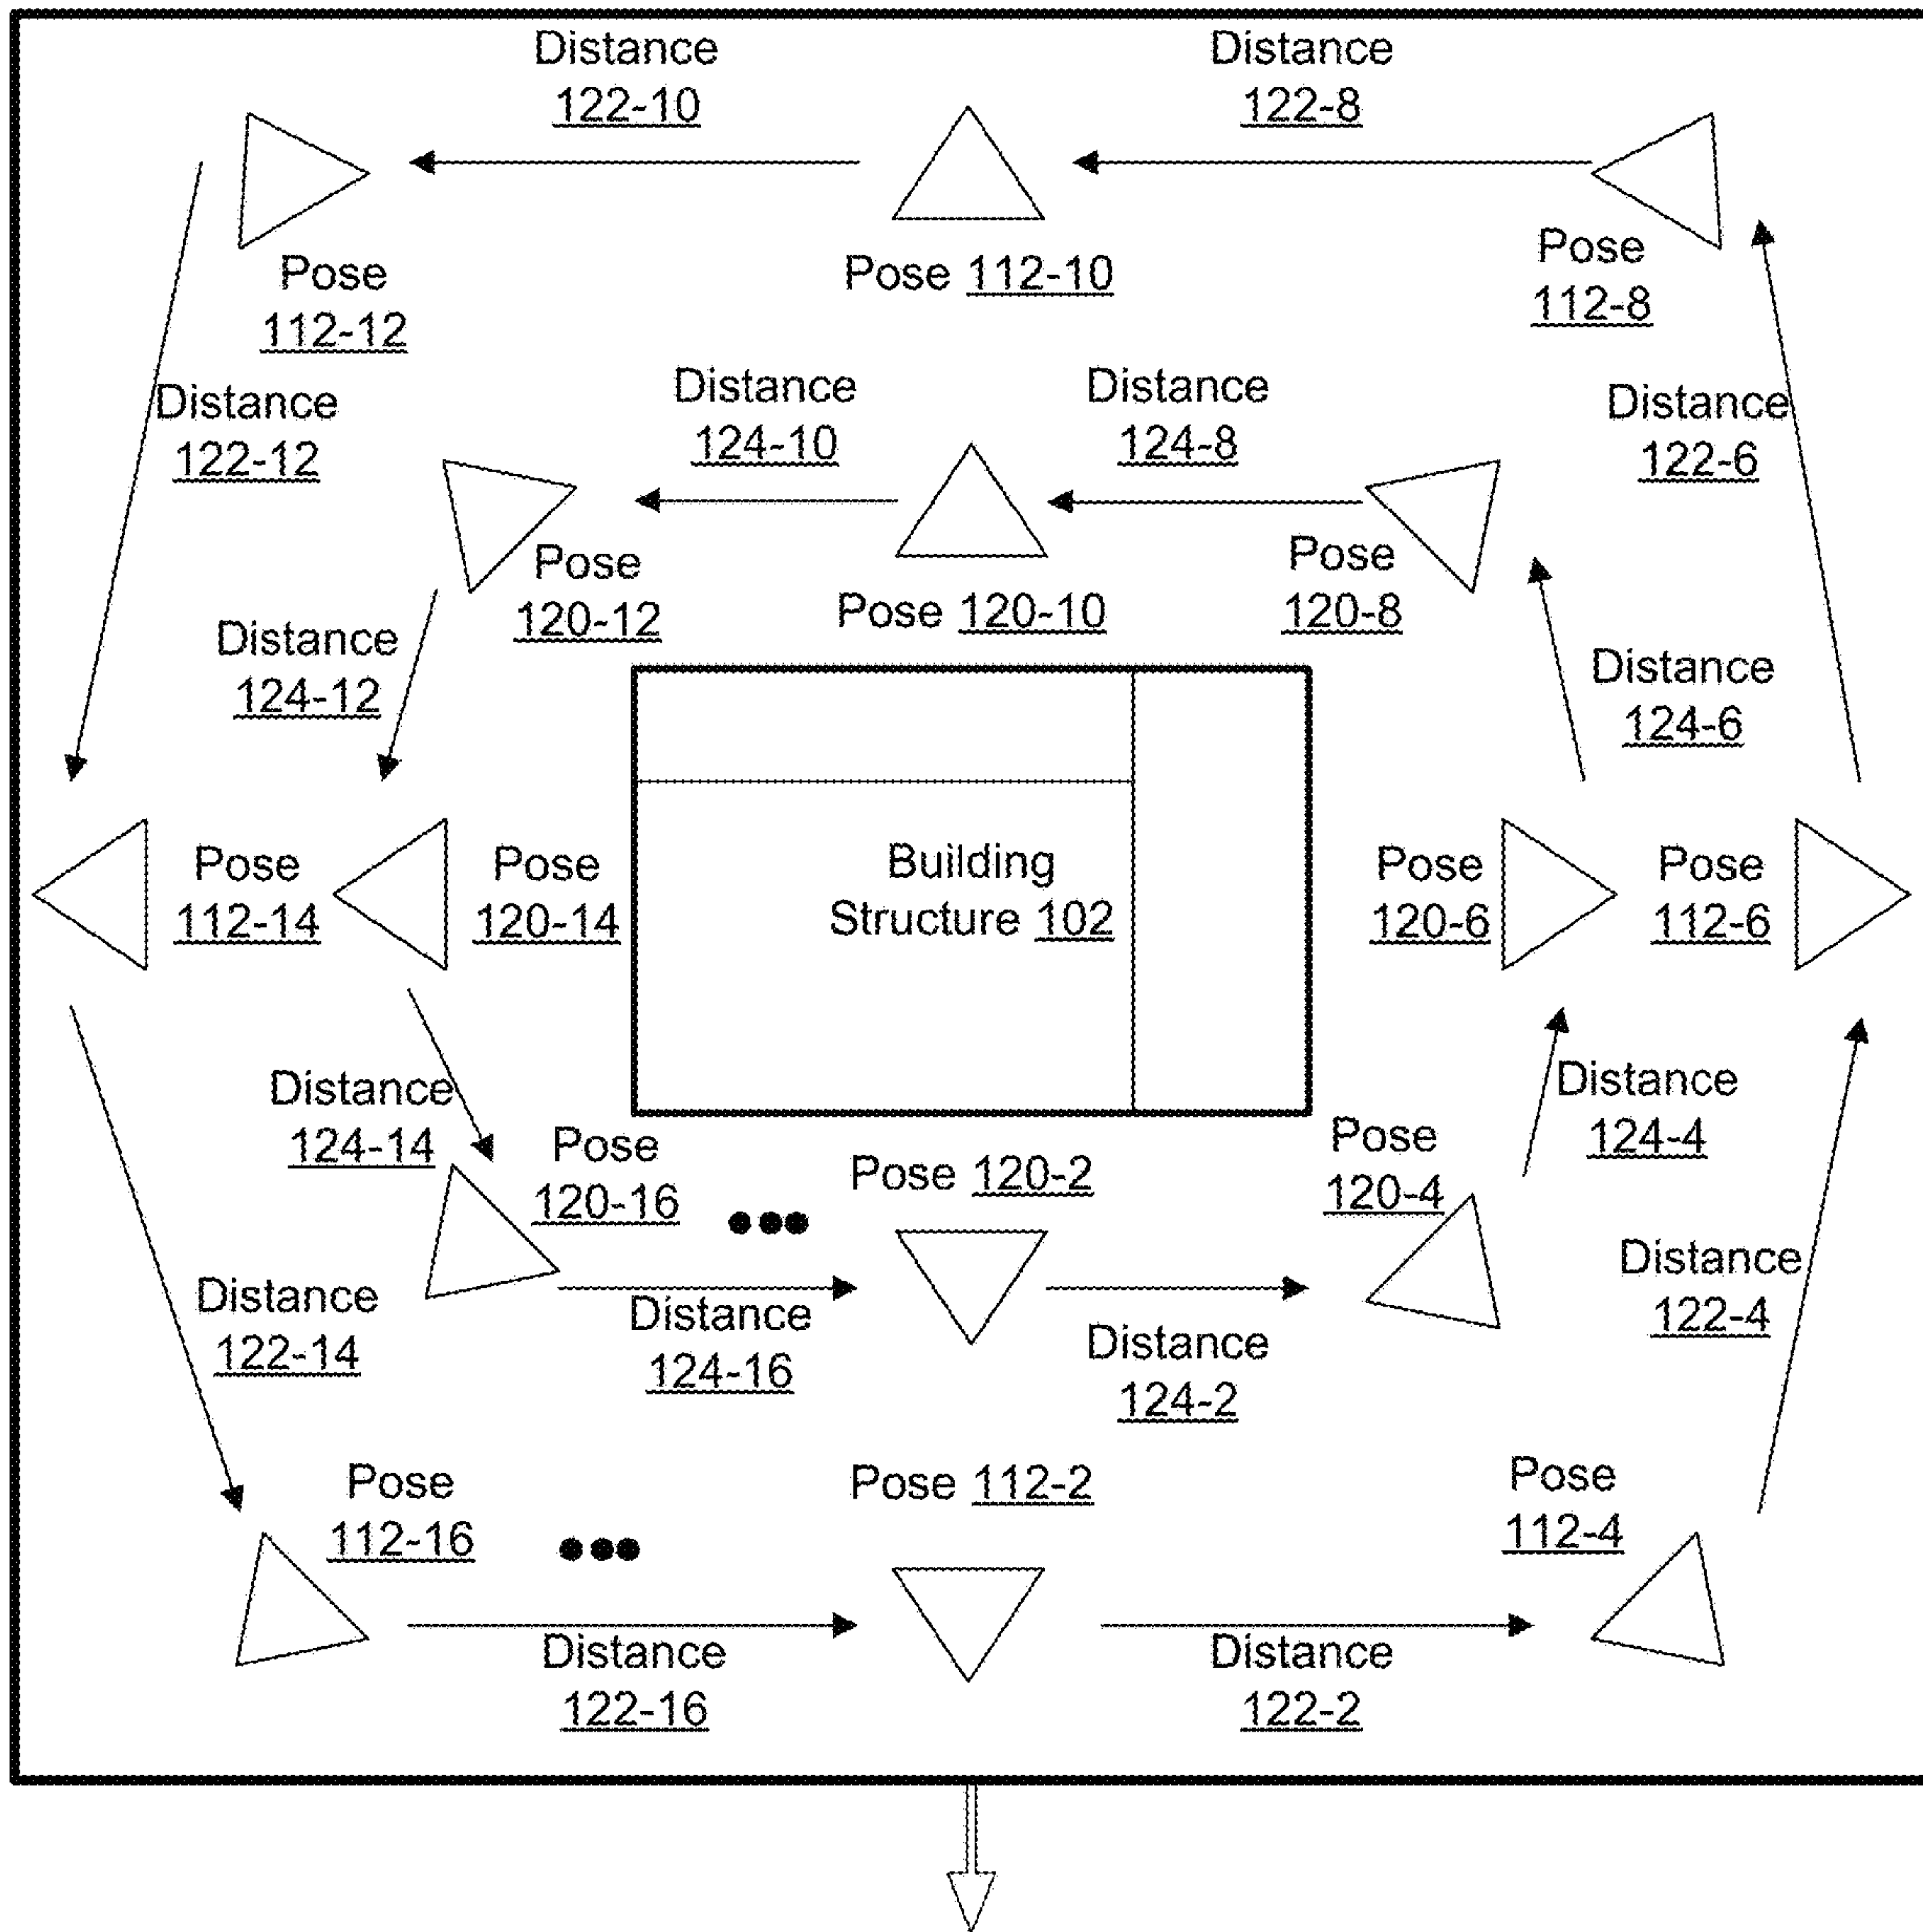 Distance
122-10
Distance
122-8
Pose
112-12
Pose 112-10
Pose
112-8
Distance
122-12
Distance
124-10
Distance
124-8
Distance
122-6
Pose
120-12
Pose 120-10
Pose
120-8
Distance
124-12
Distance
124-6
Pose
112-14
Pose
120-14
Building
Structure 102
Pose
120-6
Pose
112-6
Distance
124-14
Pose
120-16
Pose 120-2
Pose
120-4
Distance
124-4
Distance
122-14
Distance
124-16
Distance
124-2
Distance
122-4
Pose
112-16
Pose 112-2
Pose
112-4
Distance
122-16
Distance
122-2